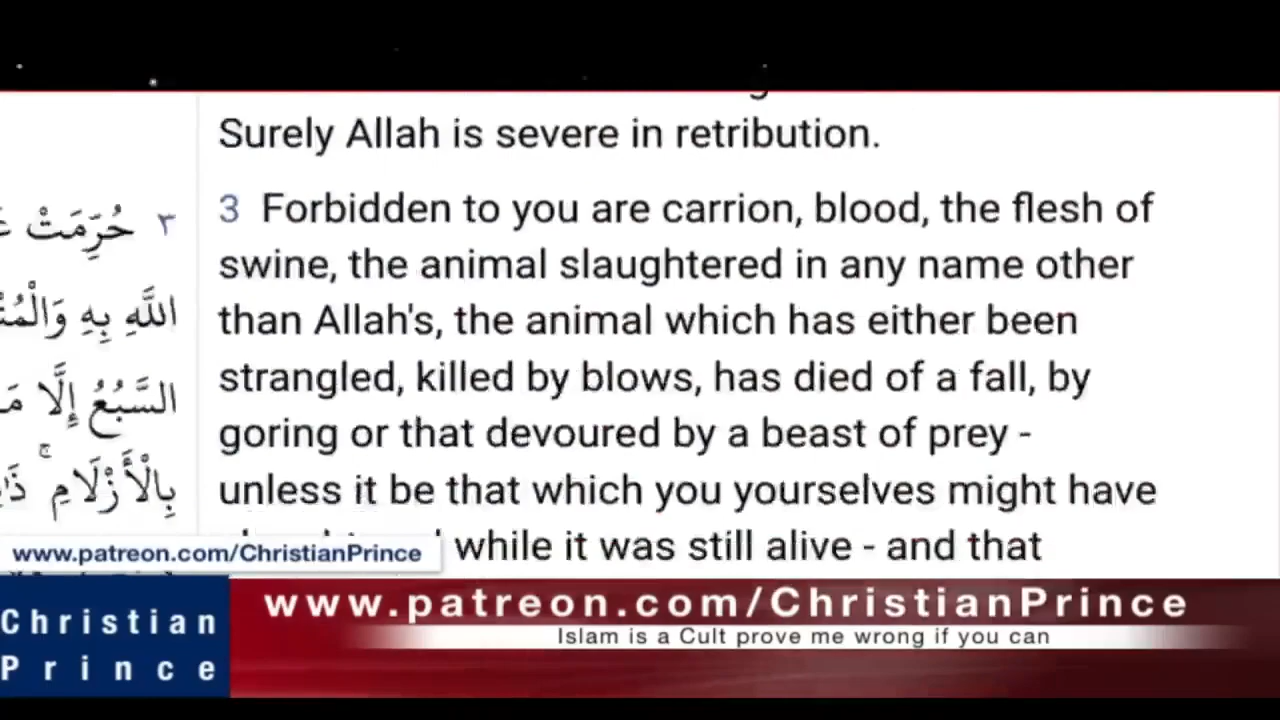 Surely Allah is severe in retribution.
3 Forbidden to you are carrion, blood, the flesh of
swine, the animal slaughtered in any name other
than Allah's, the animal which has either been
strangled, killed by blows, has died of a fall, by
goring or that devoured by a beast of prey -
unless it be that which you yourselves might have
while it was still alive - and that
٣ حُرِّمَتْ
اللَّهِ بِهِ
السَّبُعُ إِلَّا
بِالْأَزْلَامِ ۚ
www.patreon.com/ChristianPrince
Christian
Prince
www.patreon.com/ChristianPrince
Islam is a Cult prove me wrong if you can